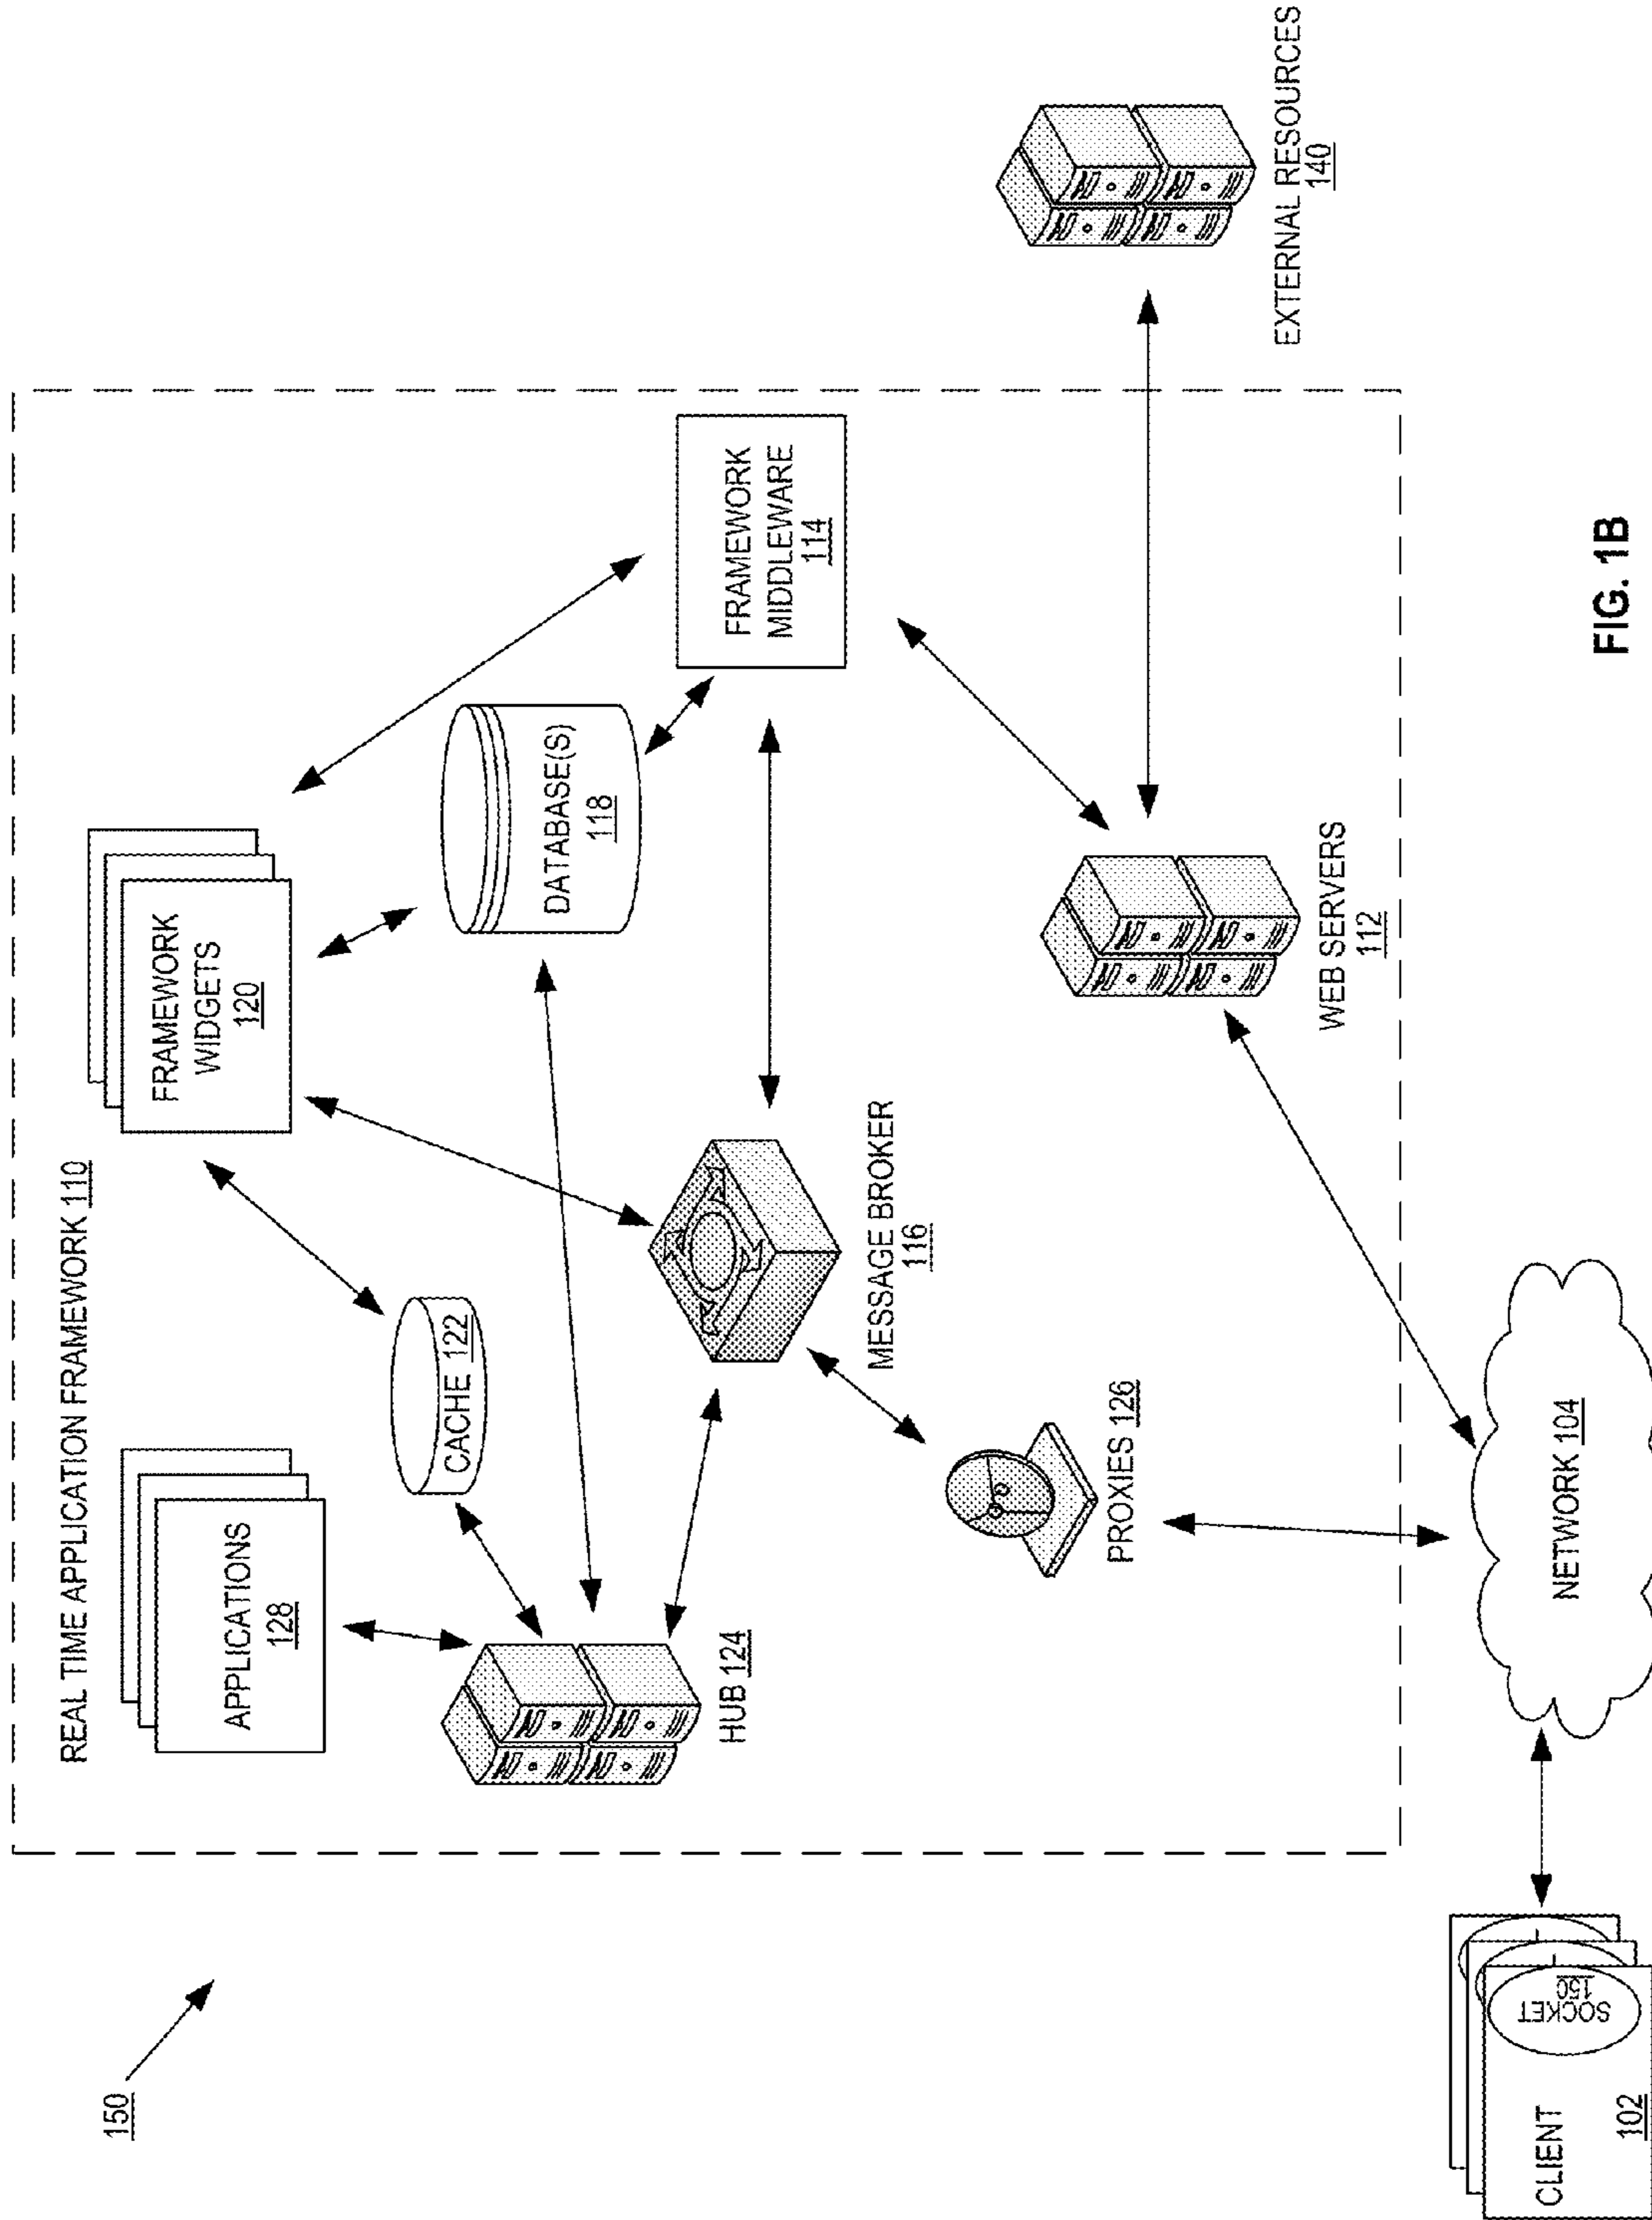 150
REAL TIME APPLICATION FRAMEWORK 110
APPLICATIONS
128
FRAMEWORK
WIDGETS
120
CACHE 122
DATABASE(S)
118
HUB 124
MESSAGE BROKER
116
FRAMEWORK
MIDDLEWARE
114
PROXIES 126
WEB SERVERS
112
EXTERNAL RESOURCES
140
NETWORK 104
CLIENT
102
SOCKET
150
FIG. 1B